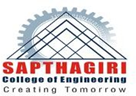 SAPTHAGIRI
College of Engineering
Creating Tomorrow